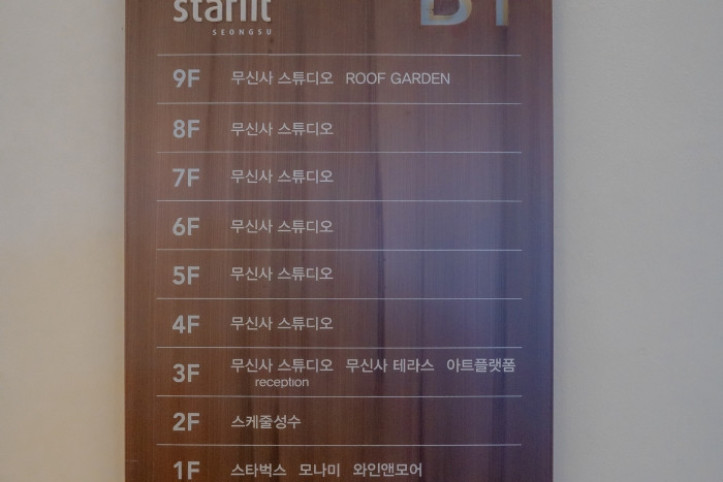 starlit
SEONGSU
B1
9F 무신사 스튜디오 ROOF GARDEN
8F 무신사 스튜디오
7F 무신사 스튜디오
6F 무신사 스튜디오
5F 무신사 스튜디오
4F 무신사 스튜디오
3F 무신사 스튜디오 무신사 테라스 아트플랫폼
reception
2F 스케줄성수
1F 스타벅스 모나미 와인앤모어